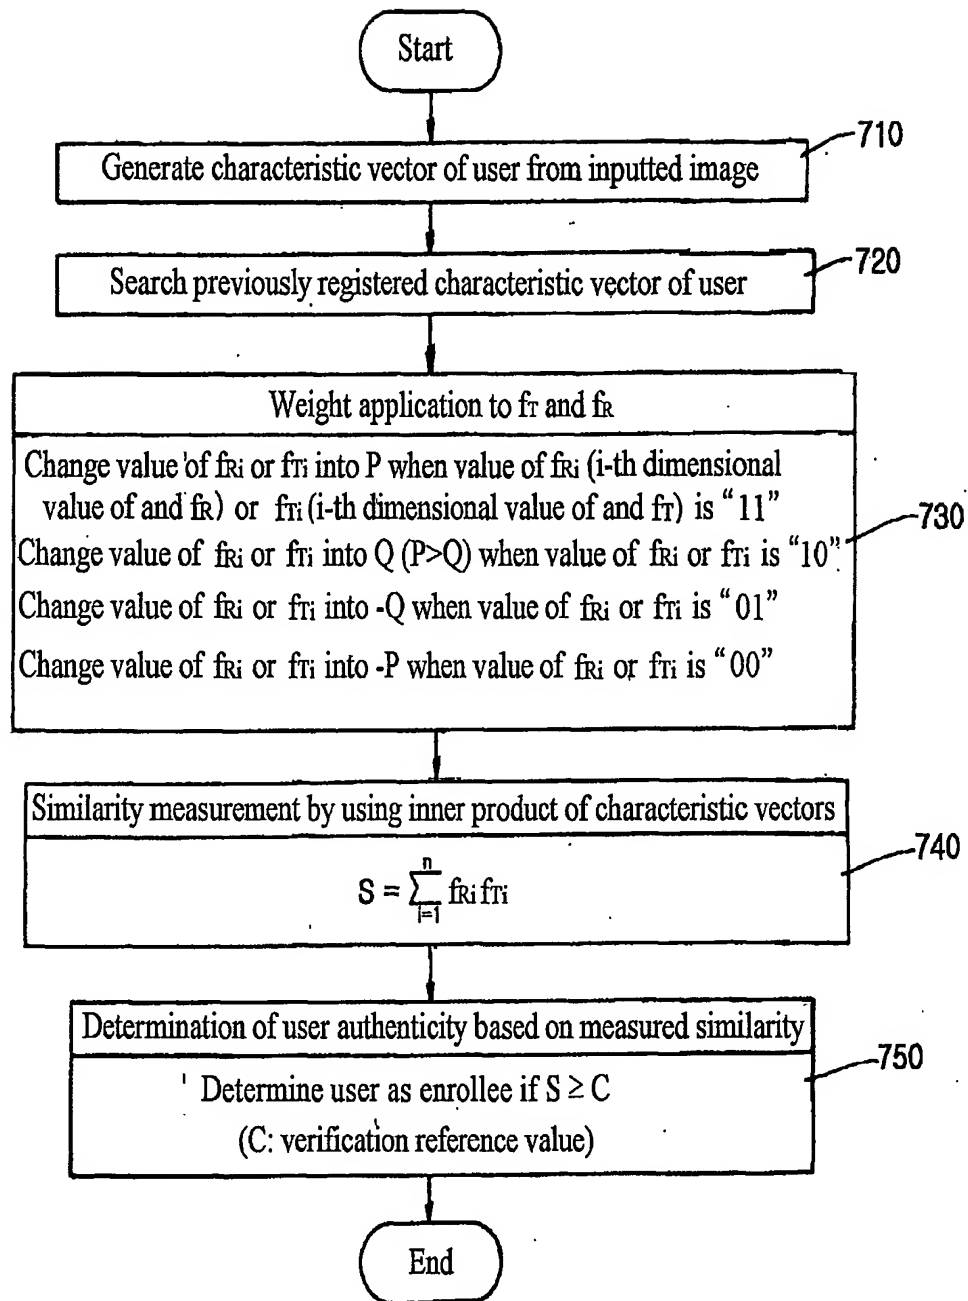 Start
710
Generate characteristic vector of user from inputted image
720
Search previously registered characteristic vector of user
Weight application to fT and fR
Change value of fRi or fTi into P when value of fRi (i-th dimensional
value of and fR) or fTi (i-th dimensional value of and fT) is “11”
730
Change value of fRi or fTi into Q (P>Q) when value of fRi or fTi is “10”
Change value of fRi or fTi into -Q when value of fRi or fTi is “01”
Change value of fRi or fTi into -P when value of fRi or fTi is “00”
Similarity measurement by using inner product of characteristic vectors
740
S = n∑i=1 fRi fTi
Determination of user authenticity based on measured similarity
750
Determine user as enrollee if S ≥ C
(C: verification reference value)
End